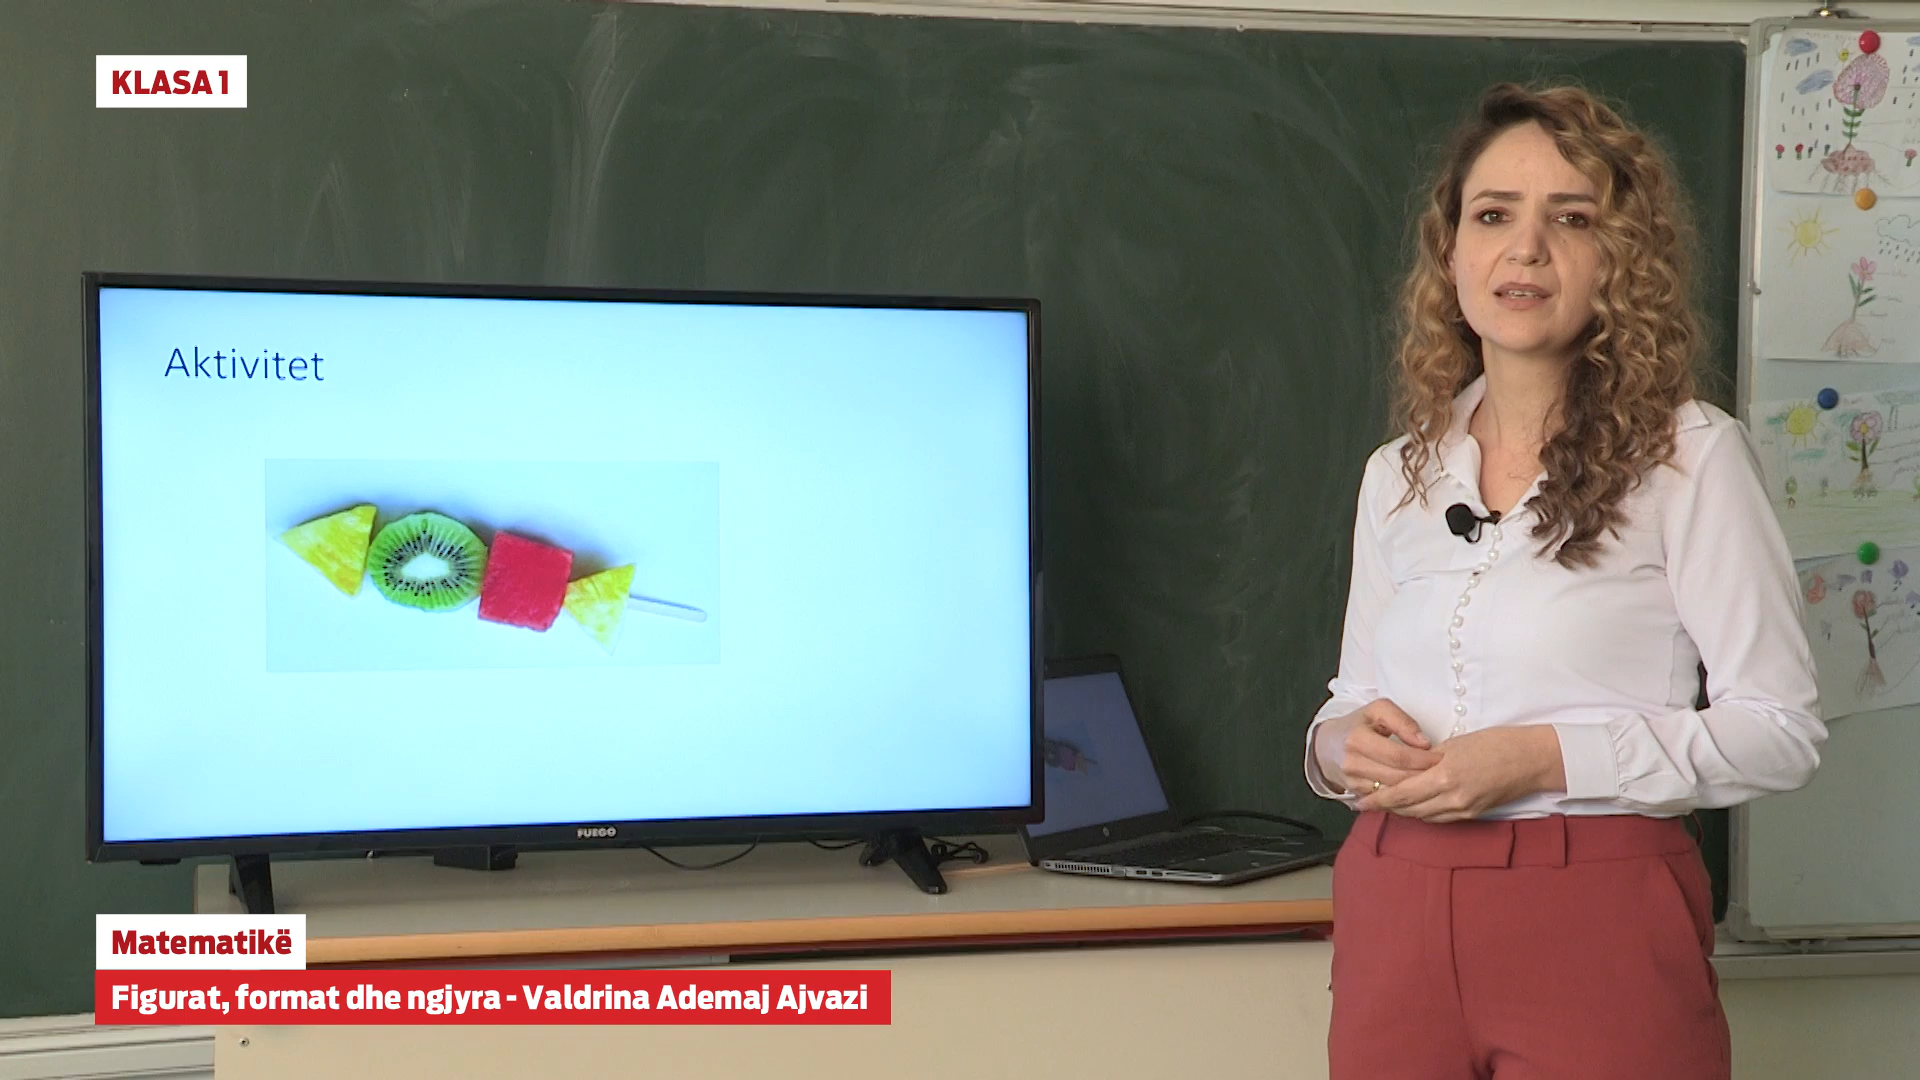 KLASA 1
Aktivitet
FUEGO
Matematikë
Figurat, format dhe ngjyra - Valdrina Ademaj Ajvazi